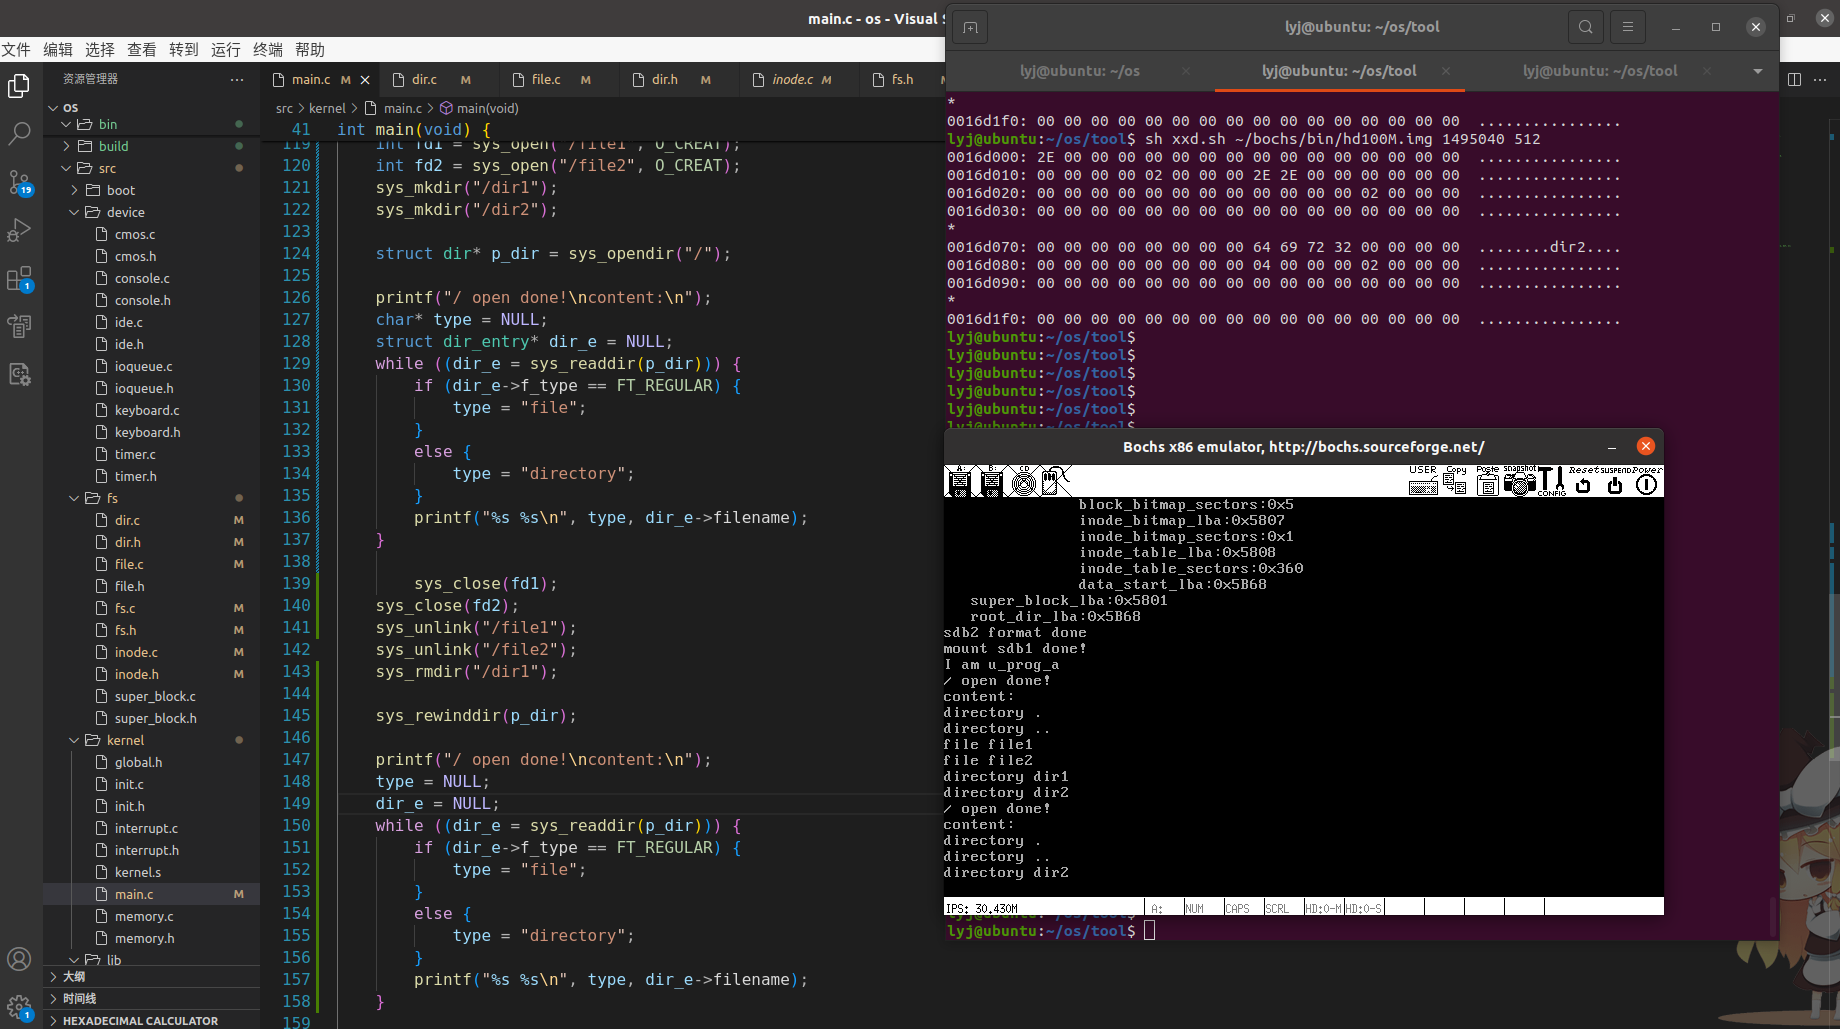 main.c - os - Visual S
文件 编辑 选择 查看 转到 运行 终端 帮助
资源管理器
OS
bin
build
src
boot
device
cmos.c
cmos.h
console.c
console.h
ide.c
ide.h
ioqueue.c
ioqueue.h
keyboard.c
keyboard.h
timer.c
timer.h
fs
dir.c M
dir.h M
file.c M
file.h
fs.c M
fs.h M
inode.c M
inode.h M
super_block.c
super_block.h
kernel
global.h
init.c
init.h
interrupt.c
interrupt.h
kernel.s
main.c M
memory.c
memory.h
lib
大纲
时间线
HEXADECIMAL CALCULATOR
19
1
1
main.c M dir.c M file.c M dir.h M inode.c M fs.h M
src > kernel > main.c > main(void)
41 int main(void) {
119 int fd1 = sys_open("/file1", O_CREAT);
120 int fd2 = sys_open("/file2", O_CREAT);
121 sys_mkdir("/dir1");
122 sys_mkdir("/dir2");
123
124 struct dir* p_dir = sys_opendir("/");
125
126 printf("/ open done!\ncontent:\n");
127 char* type = NULL;
128 struct dir_entry* dir_e = NULL;
129 while ((dir_e = sys_readdir(p_dir))) {
130 if (dir_e->f_type == FT_REGULAR) {
131 type = "file";
132 }
133 else {
134 type = "directory";
135 }
136 printf("%s %s\n", type, dir_e->filename);
137 }
138
139 sys_close(fd1);
140 sys_close(fd2);
141 sys_unlink("/file1");
142 sys_unlink("/file2");
143 sys_rmdir("/dir1");
144
145 sys_rewinddir(p_dir);
146
147 printf("/ open done!\ncontent:\n");
148 type = NULL;
149 dir_e = NULL;
150 while ((dir_e = sys_readdir(p_dir))) {
151 if (dir_e->f_type == FT_REGULAR) {
152 type = "file";
153 }
154 else {
155 type = "directory";
156 }
157 printf("%s %s\n", type, dir_e->filename);
158 }
159
lyj@ubuntu: ~/os/tool
lyj@ubuntu: ~/os lyj@ubuntu: ~/os/tool lyj@ubuntu: ~/os/tool
*
0016d1f0: 00 00 00 00 00 00 00 00 00 00 00 00 00 00 00 00 ................
lyj@ubuntu:~/os/tool$ sh xxd.sh ~/bochs/bin/hd100M.img 1495040 512
0016d000: 2E 00 00 00 00 00 00 00 00 00 00 00 00 00 00 00 ................
0016d010: 00 00 00 00 02 00 00 00 2E 2E 00 00 00 00 00 00 ................
0016d020: 00 00 00 00 00 00 00 00 00 00 00 00 02 00 00 00 ................
0016d030: 00 00 00 00 00 00 00 00 00 00 00 00 00 00 00 00 ................
*
0016d070: 00 00 00 00 00 00 00 00 64 69 72 32 00 00 00 00 ........dir2....
0016d080: 00 00 00 00 00 00 00 00 04 00 00 00 02 00 00 00 ................
0016d090: 00 00 00 00 00 00 00 00 00 00 00 00 00 00 00 00 ................
*
0016d1f0: 00 00 00 00 00 00 00 00 00 00 00 00 00 00 00 00 ................
lyj@ubuntu:~/os/tool$
lyj@ubuntu:~/os/tool$
lyj@ubuntu:~/os/tool$
lyj@ubuntu:~/os/tool$
lyj@ubuntu:~/os/tool$
lyj@ubuntu:~/os/tool$
Bochs x86 emulator, http://bochs.sourceforge.net/
A: B: CD USER Copy Paste snapshot CONFIG Reset SUSPEND Power
block_bitmap_sectors:0x5
inode_bitmap_lba:0x5807
inode_bitmap_sectors:0x1
inode_table_lba:0x5808
inode_table_sectors:0x360
data_start_lba:0x5B68
super_block_lba:0x5801
root_dir_lba:0x5B68
sdb2 format done
mount sdb1 done!
I am u_prog_a
/ open done!
content:
directory .
directory ..
file file1
file file2
directory dir1
directory dir2
/ open done!
content:
directory .
directory ..
directory dir2
IPS: 30.430M A: NUM CAPS SCRL HD:0-M HD:0-S
lyj@ubuntu:~/os/tool$